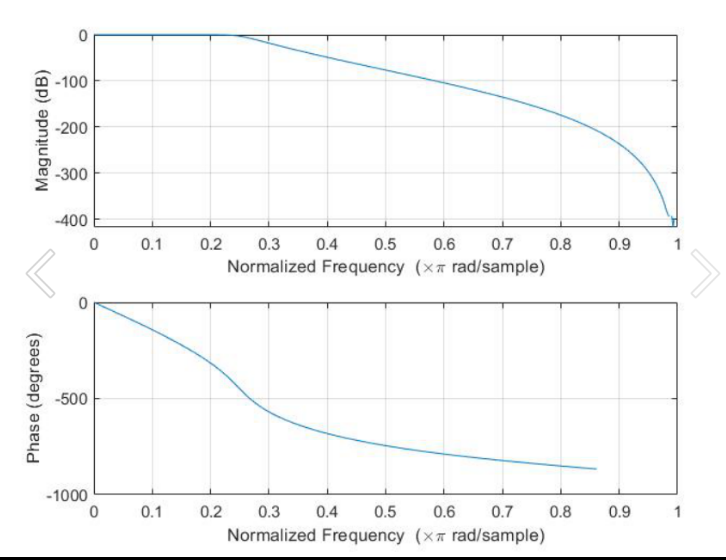 0
-100
-200
-300
-400
Magnitude (dB)
0 0.1 0.2 0.3 0.4 0.5 0.6 0.7 0.8 0.9 1
Normalized Frequency (×π rad/sample)
0
-500
-1000
Phase (degrees)
0 0.1 0.2 0.3 0.4 0.5 0.6 0.7 0.8 0.9 1
Normalized Frequency (×π rad/sample)